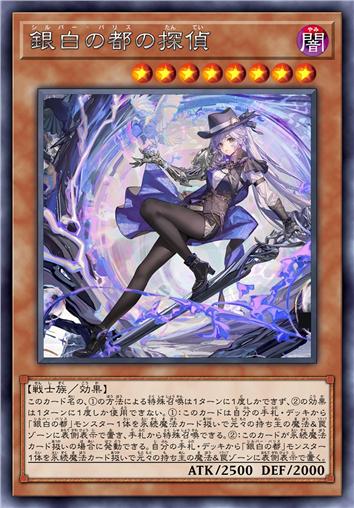 シルバー・パリス たんてい
銀白の都の探偵
やみ
闇
【戦士族／効果】
このカード名の、①の方法による特殊召喚は1ターンに1度しかできず、②の効
果は1ターンに1度しか使用できない。①：このカードは自分の手札・デッキから
「銀白の都」モンスター1体を永続魔法カード扱いで元々の持ち主の魔法＆罠
ゾーンに表側表示で置き、手札から特殊召喚できる。②：このカードが永続魔法
カード扱いの場合に発動できる。自分の手札・デッキから「銀白の都」モンスター
1体を永続魔法カード扱いで元々の持ち主の魔法＆罠ゾーンに表側表示で置く。
ATK/2500 DEF/2000